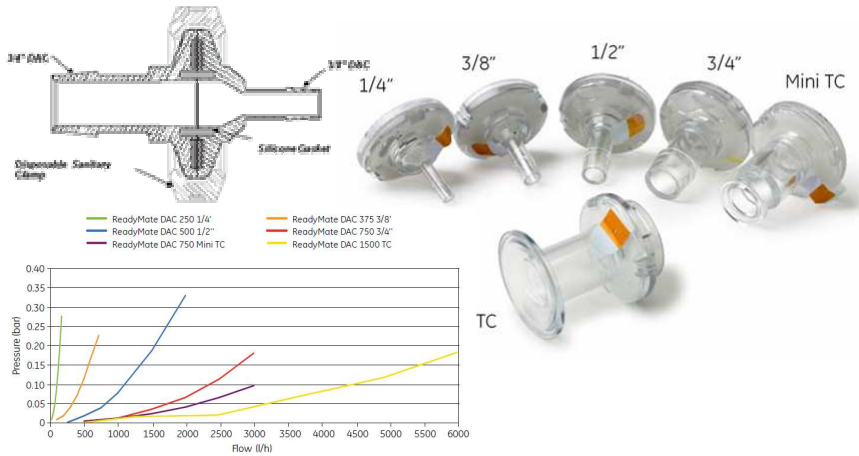 3/4" DAC
1/2" DAC
Silicone Gasket
Disposable Sanitary
Clamp
1/4"
3/8"
1/2"
3/4"
Mini TC
TC
ReadyMate DAC 250 1/4'
ReadyMate DAC 375 3/8'
ReadyMate DAC 500 1/2"
ReadyMate DAC 750 3/4"
ReadyMate DAC 750 Mini TC
ReadyMate DAC 1500 TC
Pressure (bar)
0.40
0.35
0.30
0.25
0.20
0.15
0.10
0.05
0
0 500 1000 1500 2000 2500 3000 3500 4000 4500 5000 5500 6000
Flow (l/h)